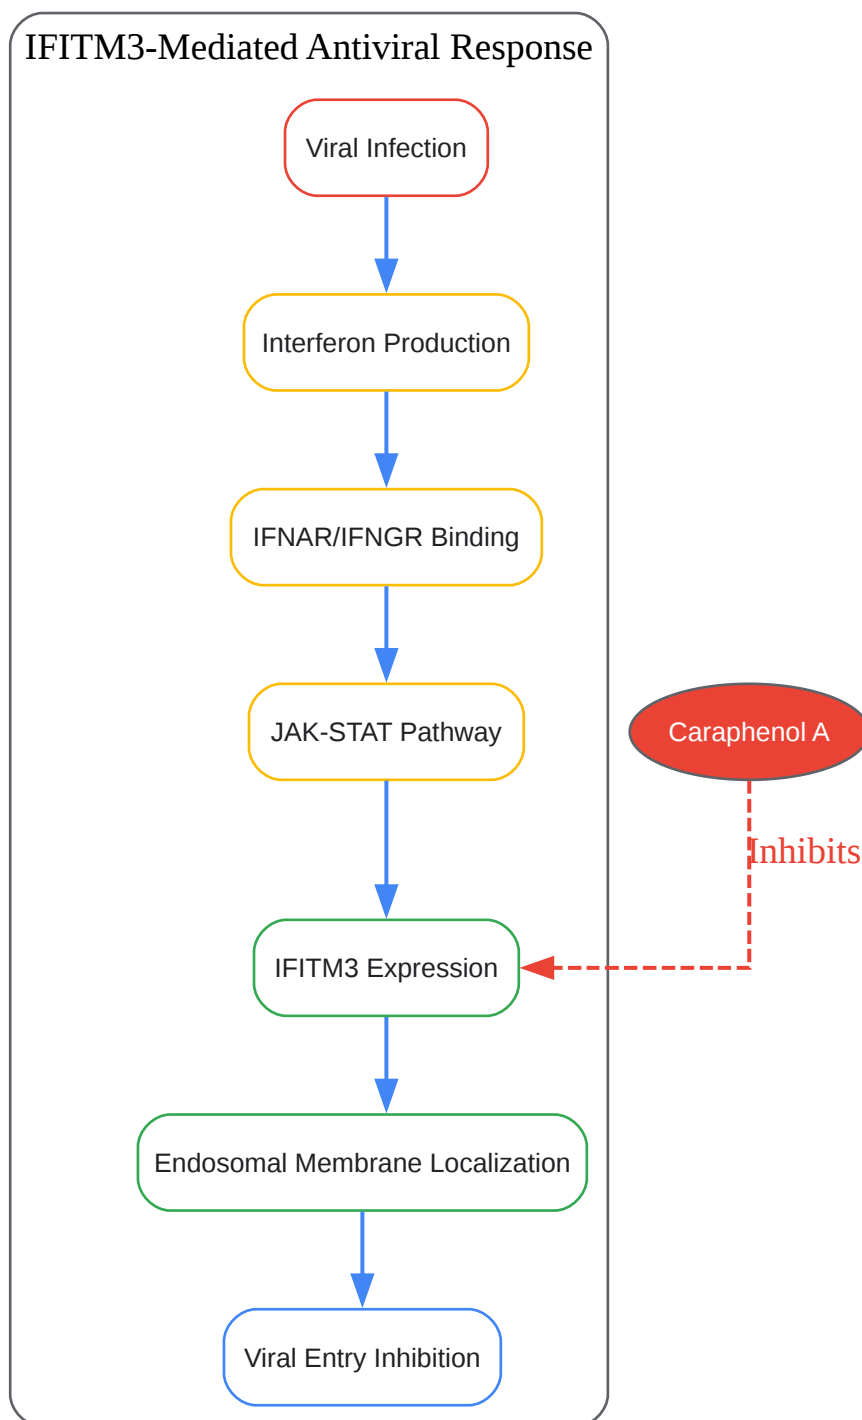 IFITM3-Mediated Antiviral Response
Viral Infection
Interferon Production
IFNAR/IFNGR Binding
JAK-STAT Pathway
Caraphenol A
Inhibits
IFITM3 Expression
Endosomal Membrane Localization
Viral Entry Inhibition